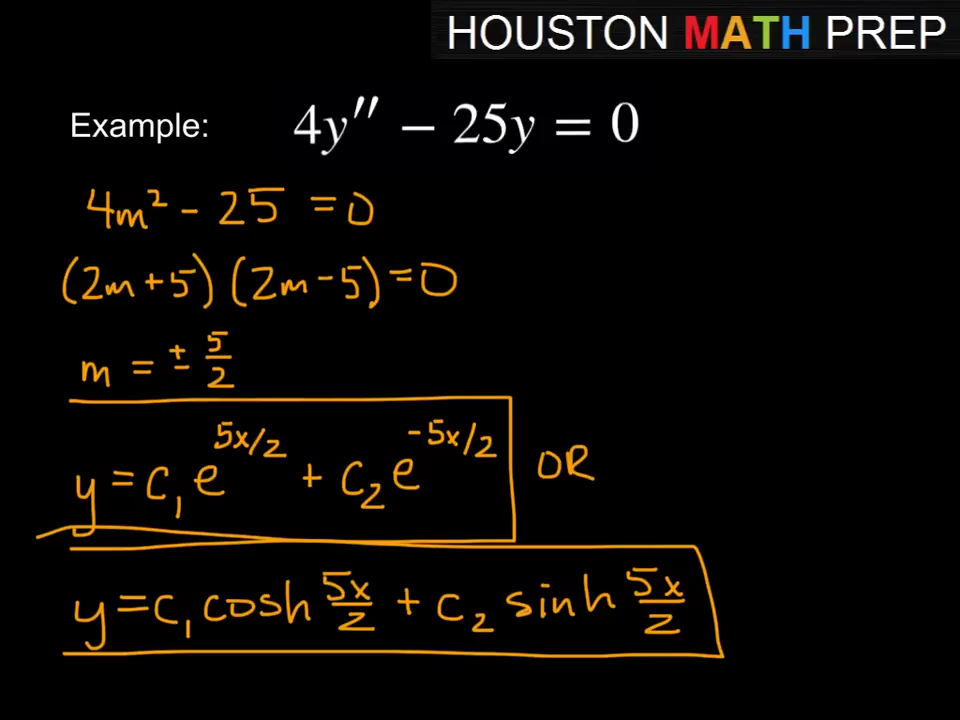 HOUSTON MATH PREP
Example: 4y″ − 25y = 0
4m² - 25 = 0
(2m+5)(2m-5)=0
m = ± 5/2
y = c₁e^(5x/2) + c₂e^(-5x/2) OR
y = c₁ cosh 5x/2 + c₂ sinh 5x/2